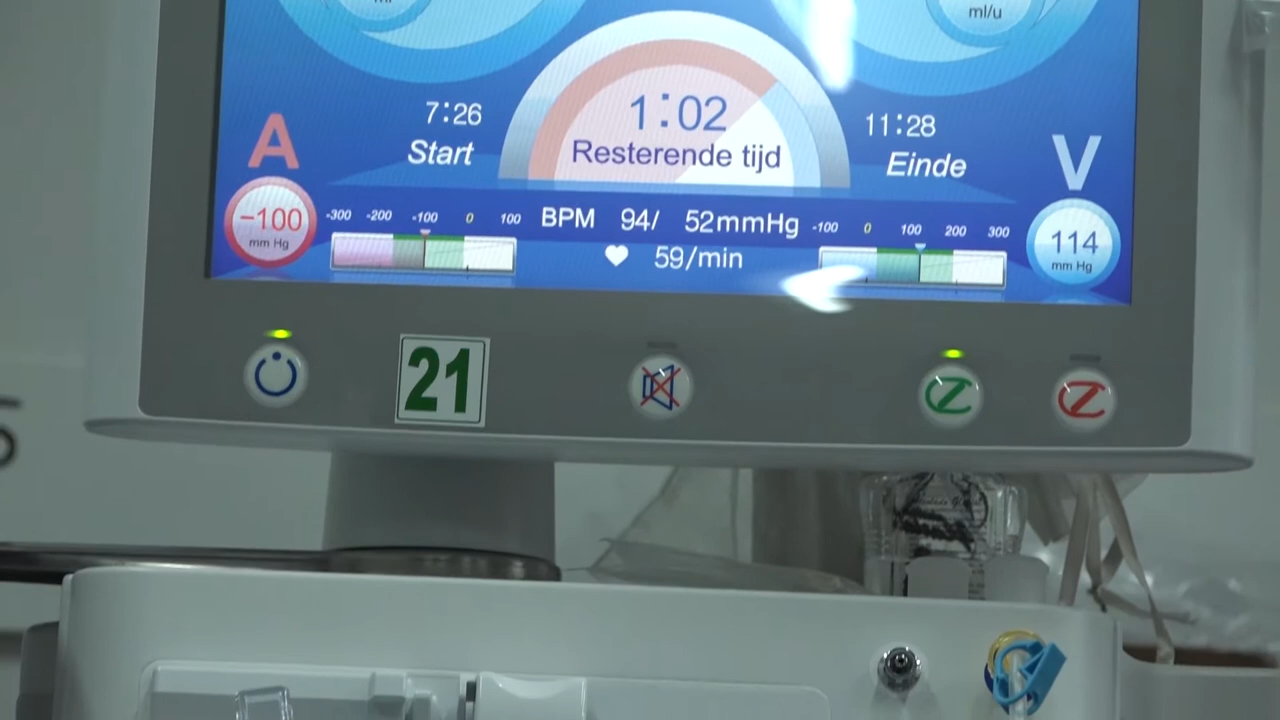 ml/u
7:26
Start
1:02
Resterende tijd
11:28
Einde
A
V
-100
mm Hg
-300 -200 -100 0 100
BPM 94/ 52mmHg
59/min
-100 0 100 200 300
114
mm Hg
21